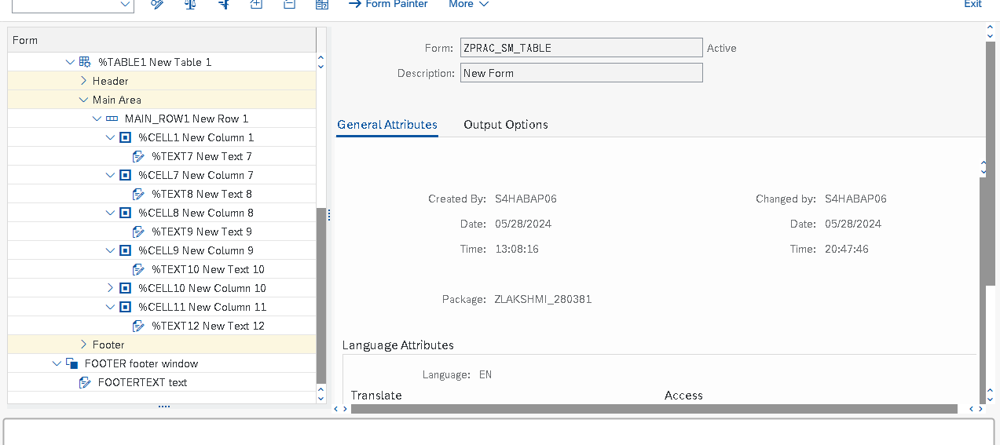 Form Painter More Exit
Form
%TABLE1 New Table 1
Header
Main Area
MAIN_ROW1 New Row 1
%CELL1 New Column 1
%TEXT7 New Text 7
%CELL7 New Column 7
%TEXT8 New Text 8
%CELL8 New Column 8
%TEXT9 New Text 9
%CELL9 New Column 9
%TEXT10 New Text 10
%CELL10 New Column 10
%CELL11 New Column 11
%TEXT12 New Text 12
Footer
FOOTER footer window
FOOTERTEXT text
Form: ZPRAC_SM_TABLE Active
Description: New Form
General Attributes Output Options
Created By: S4HABAP06 Changed by: S4HABAP06
Date: 05/28/2024 Date: 05/28/2024
Time: 13:08:16 Time: 20:47:46
Package: ZLAKSHMI_280381
Language Attributes
Language: EN
Translate Access